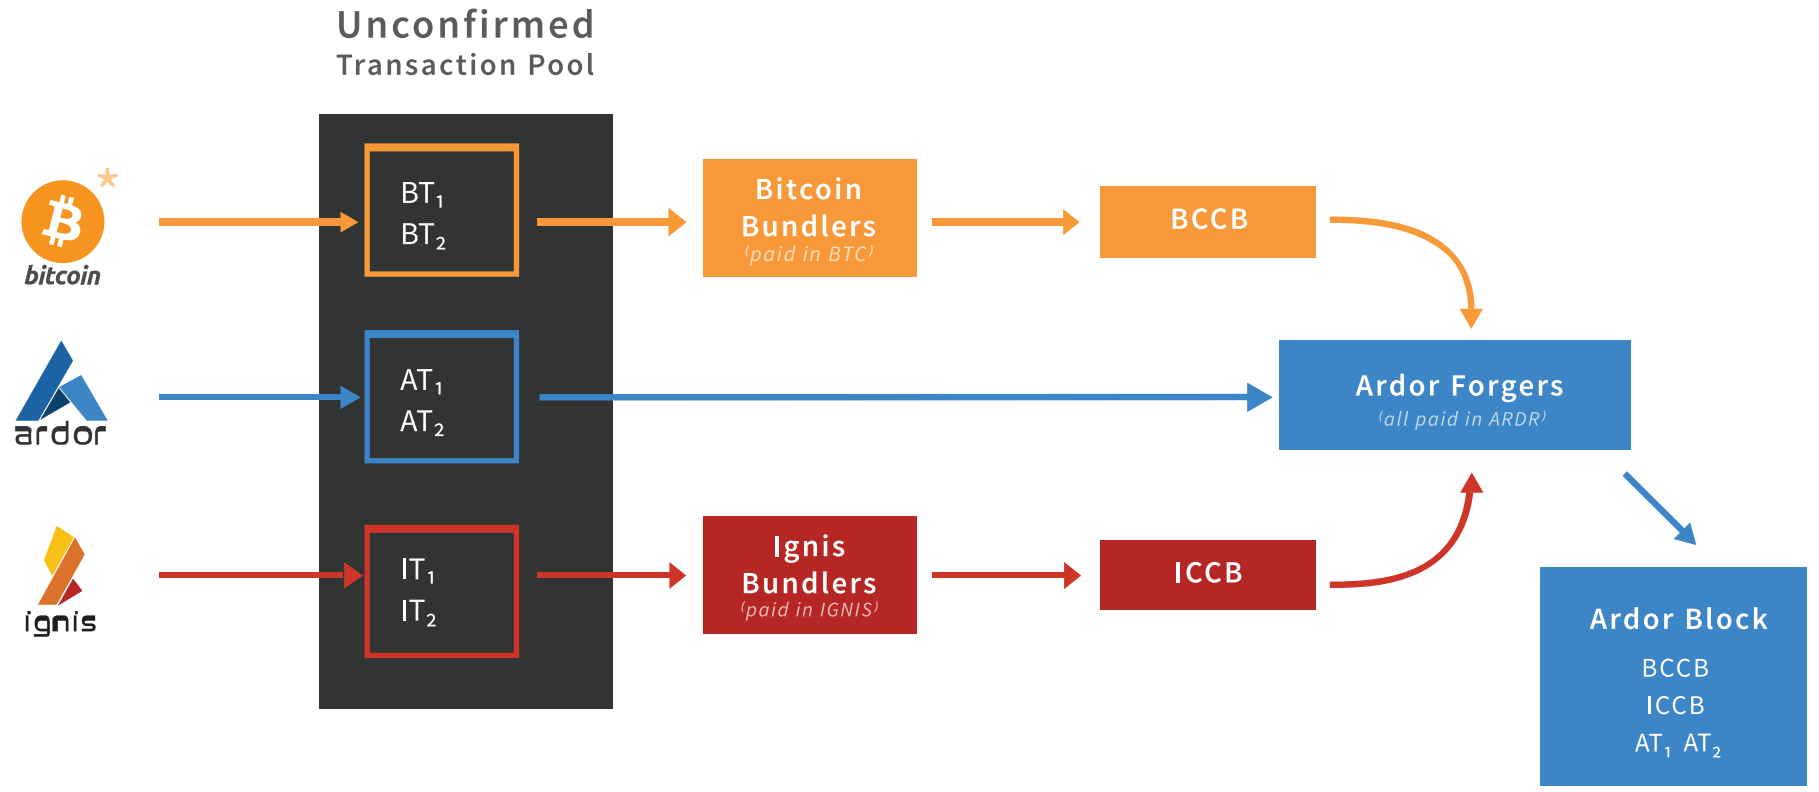 Unconfirmed
Transaction Pool
*
bitcoin
BT₁
BT₂
Bitcoin
Bundlers
(paid in BTC)
BCCB
ardor
AT₁
AT₂
Ardor Forgers
(all paid in ARDR)
ignis
IT₁
IT₂
Ignis
Bundlers
(paid in IGNIS)
ICCB
Ardor Block
BCCB
ICCB
AT₁ AT₂